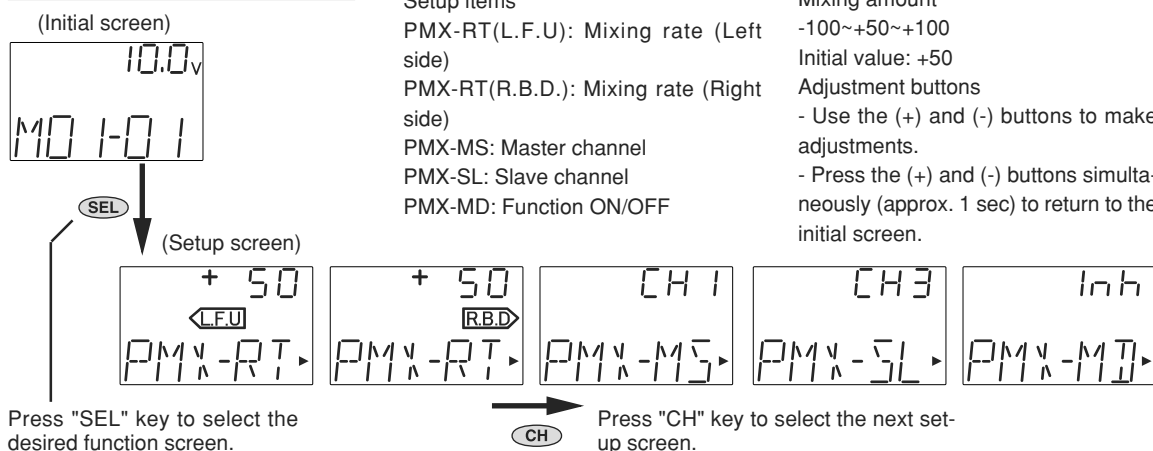 (Initial screen)
10.0V
M01-01
SEL
(Setup screen)
Setup items
PMX-RT(L.F.U): Mixing rate (Left
side)
PMX-RT(R.B.D.): Mixing rate (Right
side)
PMX-MS: Master channel
PMX-SL: Slave channel
PMX-MD: Function ON/OFF
Mixing amount
-100~+50~+100
Initial value: +50
Adjustment buttons
- Use the (+) and (-) buttons to make
adjustments.
- Press the (+) and (-) buttons simulta-
neously (approx. 1 sec) to return to the
initial screen.
+ 50
L.F.U
PMX-RT
+ 50
R.B.D
PMX-RT
CH1
PMX-MS
CH3
PMX-SL
Inh
PMX-MD
Press "SEL" key to select the
desired function screen.
CH
Press "CH" key to select the next set-
up screen.